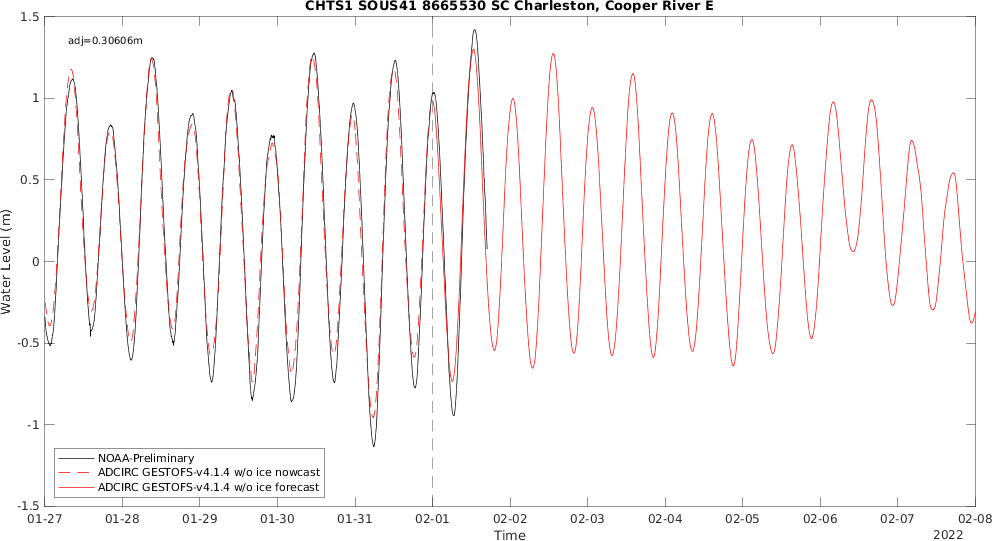 CHTS1 SOUS41 8665530 SC Charleston, Cooper River E
adj=0.30606m
1.5
1
0.5
0
-0.5
-1
-1.5
Water Level (m)
NOAA-Preliminary
ADCIRC GESTOFS-v4.1.4 w/o ice nowcast
ADCIRC GESTOFS-v4.1.4 w/o ice forecast
01-27 01-28 01-29 01-30 01-31 02-01 02-02 02-03 02-04 02-05 02-06 02-07 02-08
Time
2022